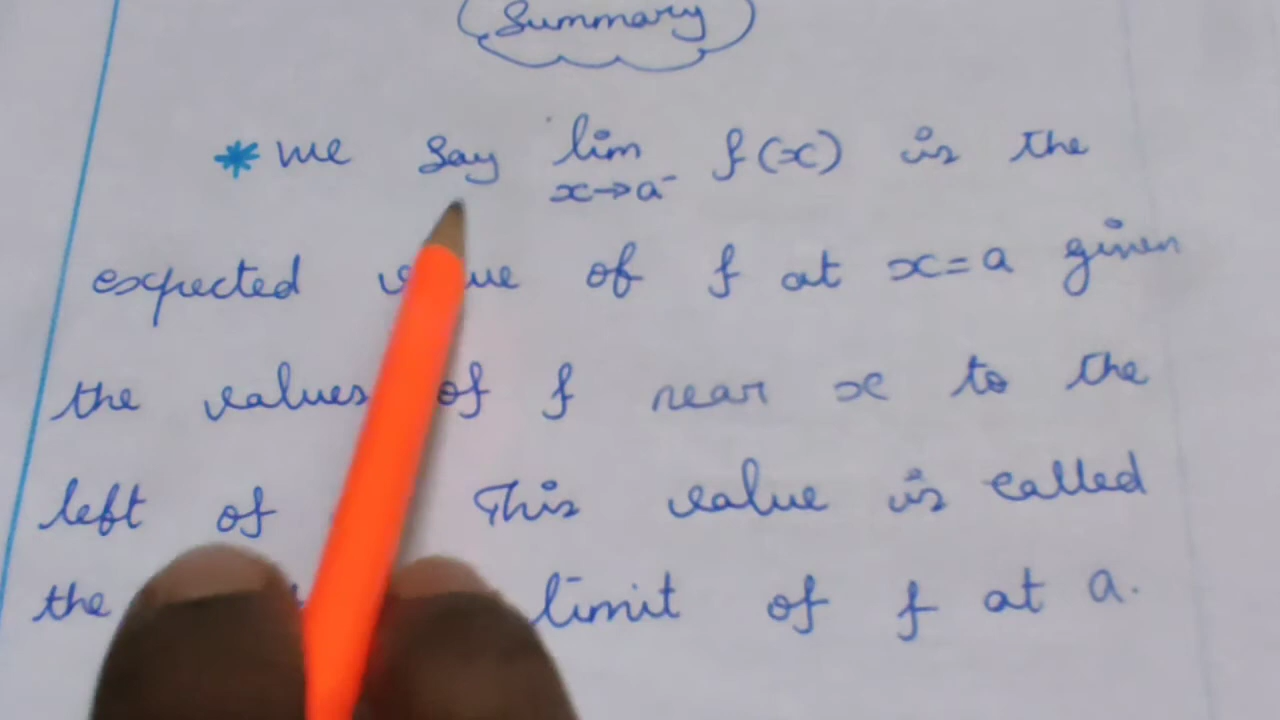 Summary
* We say lim x→a⁻ f(x) is the
expected value of f at x=a given
the values of f near x to the
left of This value is called
the limit of f at a.